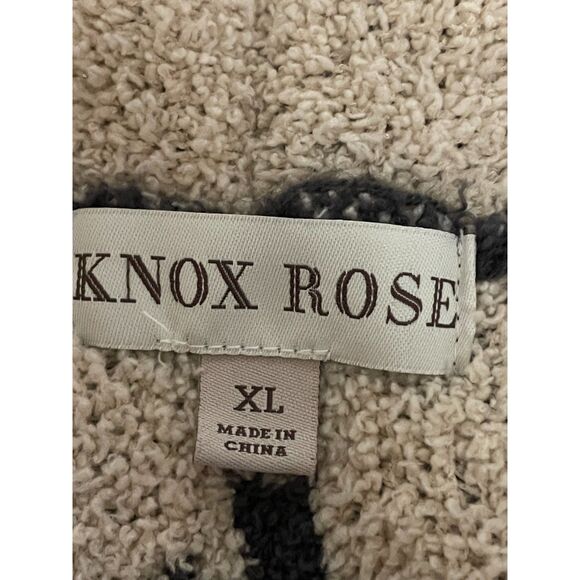 KNOX ROSE
XL
MADE IN
CHINA